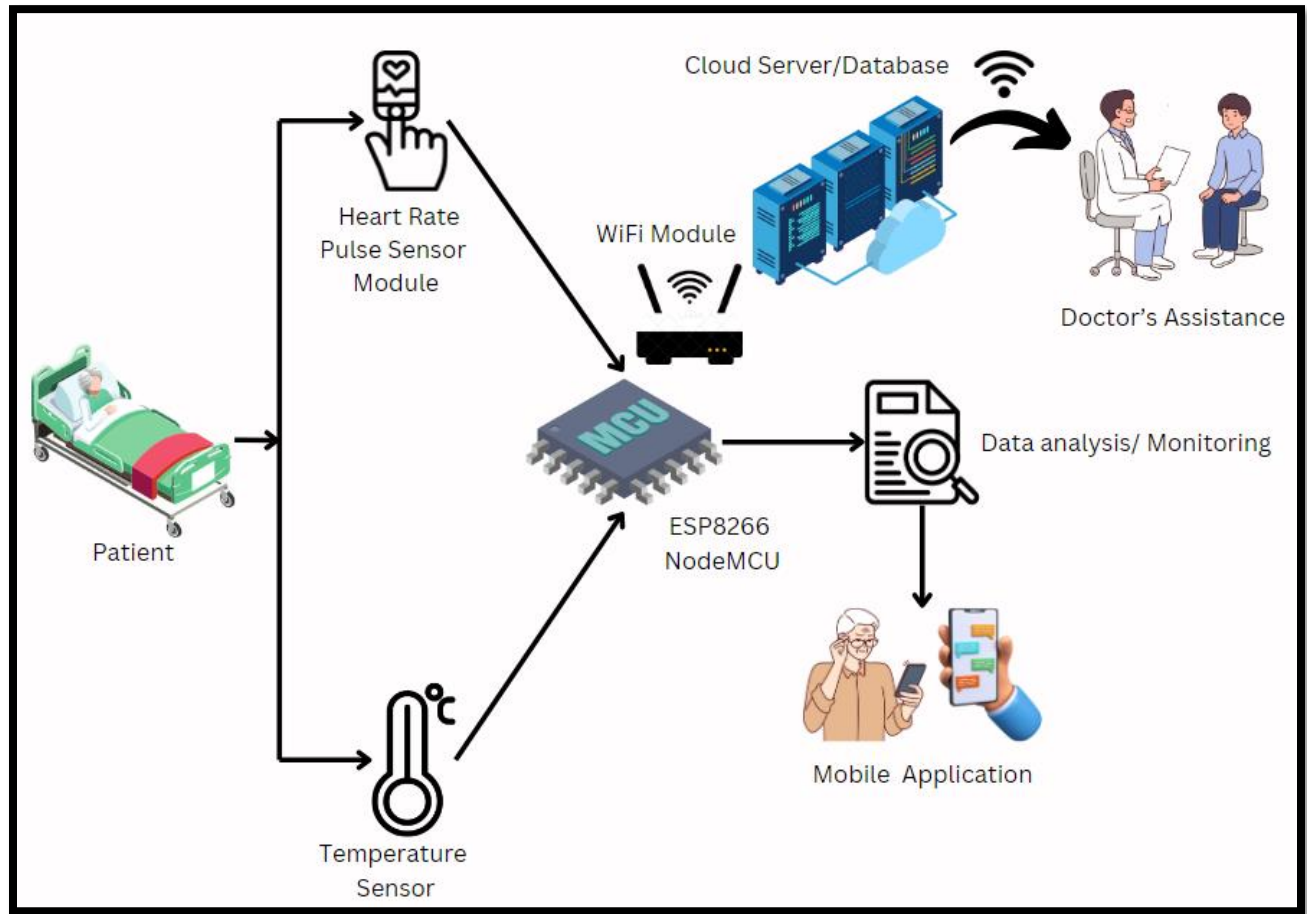 Cloud Server/Database
Heart Rate
Pulse Sensor
Module
WiFi Module
Doctor's Assistance
MCU
Data analysis/ Monitoring
ESP8266
NodeMCU
Patient
Mobile Application
°C
Temperature
Sensor